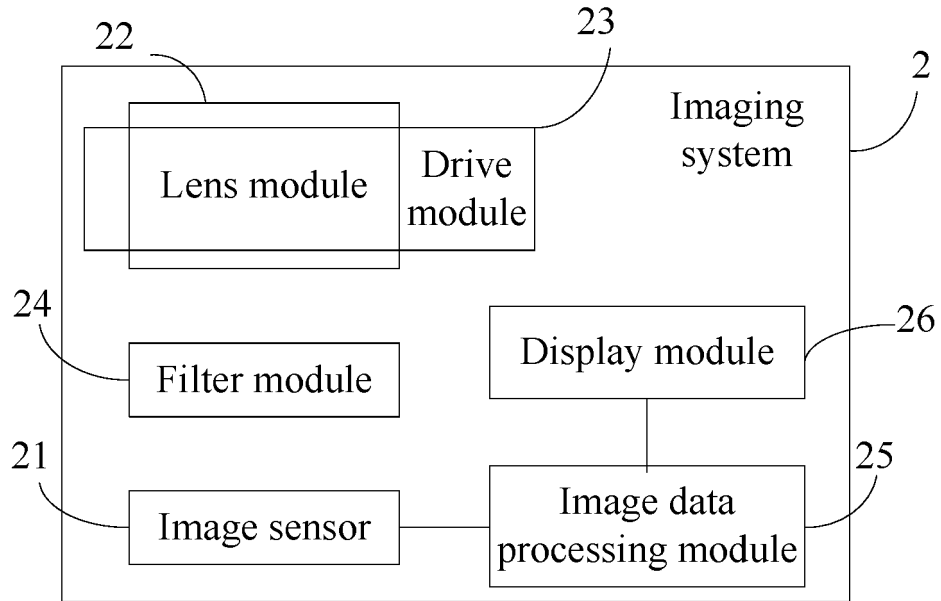 22
23
2
Imaging
system
Lens module
Drive
module
24
26
Display module
Filter module
21
25
Image sensor
Image data
processing module